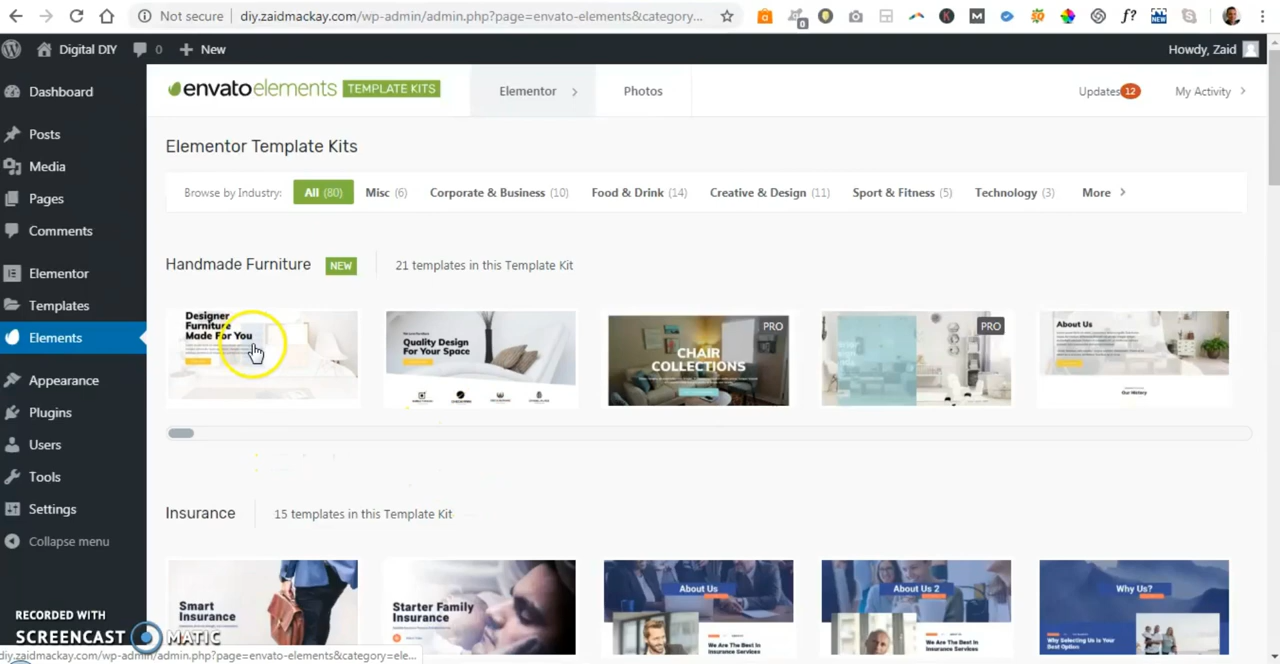 Not secure diy.zaidmackay.com/wp-admin/admin.php?page=envato-elements&category...
Digital DIY 0 New Howdy, Zaid
Dashboard
Posts
Media
Pages
Comments
Elementor
Templates
Elements
Appearance
Plugins
Users
Tools
Settings
Collapse menu
envatoelements TEMPLATE KITS Elementor Photos Updates 12 My Activity
Elementor Template Kits
Browse by Industry: All (80) Misc (6) Corporate & Business (10) Food & Drink (14) Creative & Design (11) Sport & Fitness (5) Technology (3) More
Handmade Furniture NEW 21 templates in this Template Kit
Designer
Furniture
Made For You
Quality Design
For Your Space
PRO
CHAIR
COLLECTIONS
PRO
About Us
Our History
Insurance 15 templates in this Template Kit
Smart
Insurance
Starter Family
Insurance
About Us
We Are The Best In
Insurance Services
About Us 2
We Are The Best In
Insurance Services
Why Us?
Why Selecting Us is Your
Best Option
RECORDED WITH
SCREENCAST MATIC
diy.zaidmackay.com/wp-admin/admin.php?page=envato-elements&category=ele...